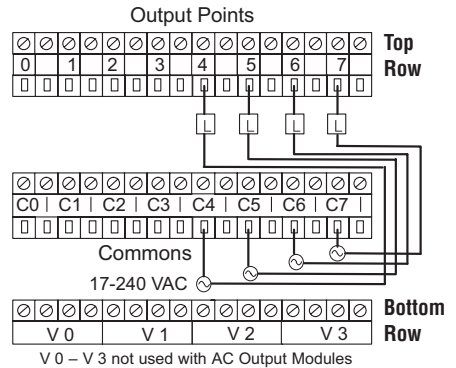 Output Points
Top
Row
0 1 2 3 4 5 6 7
L L L L
C0 | C1 | C2 | C3 | C4 | C5 | C6 | C7 |
Commons
17-240 VAC
Bottom
Row
V 0 V 1 V 2 V 3
V 0 – V 3 not used with AC Output Modules